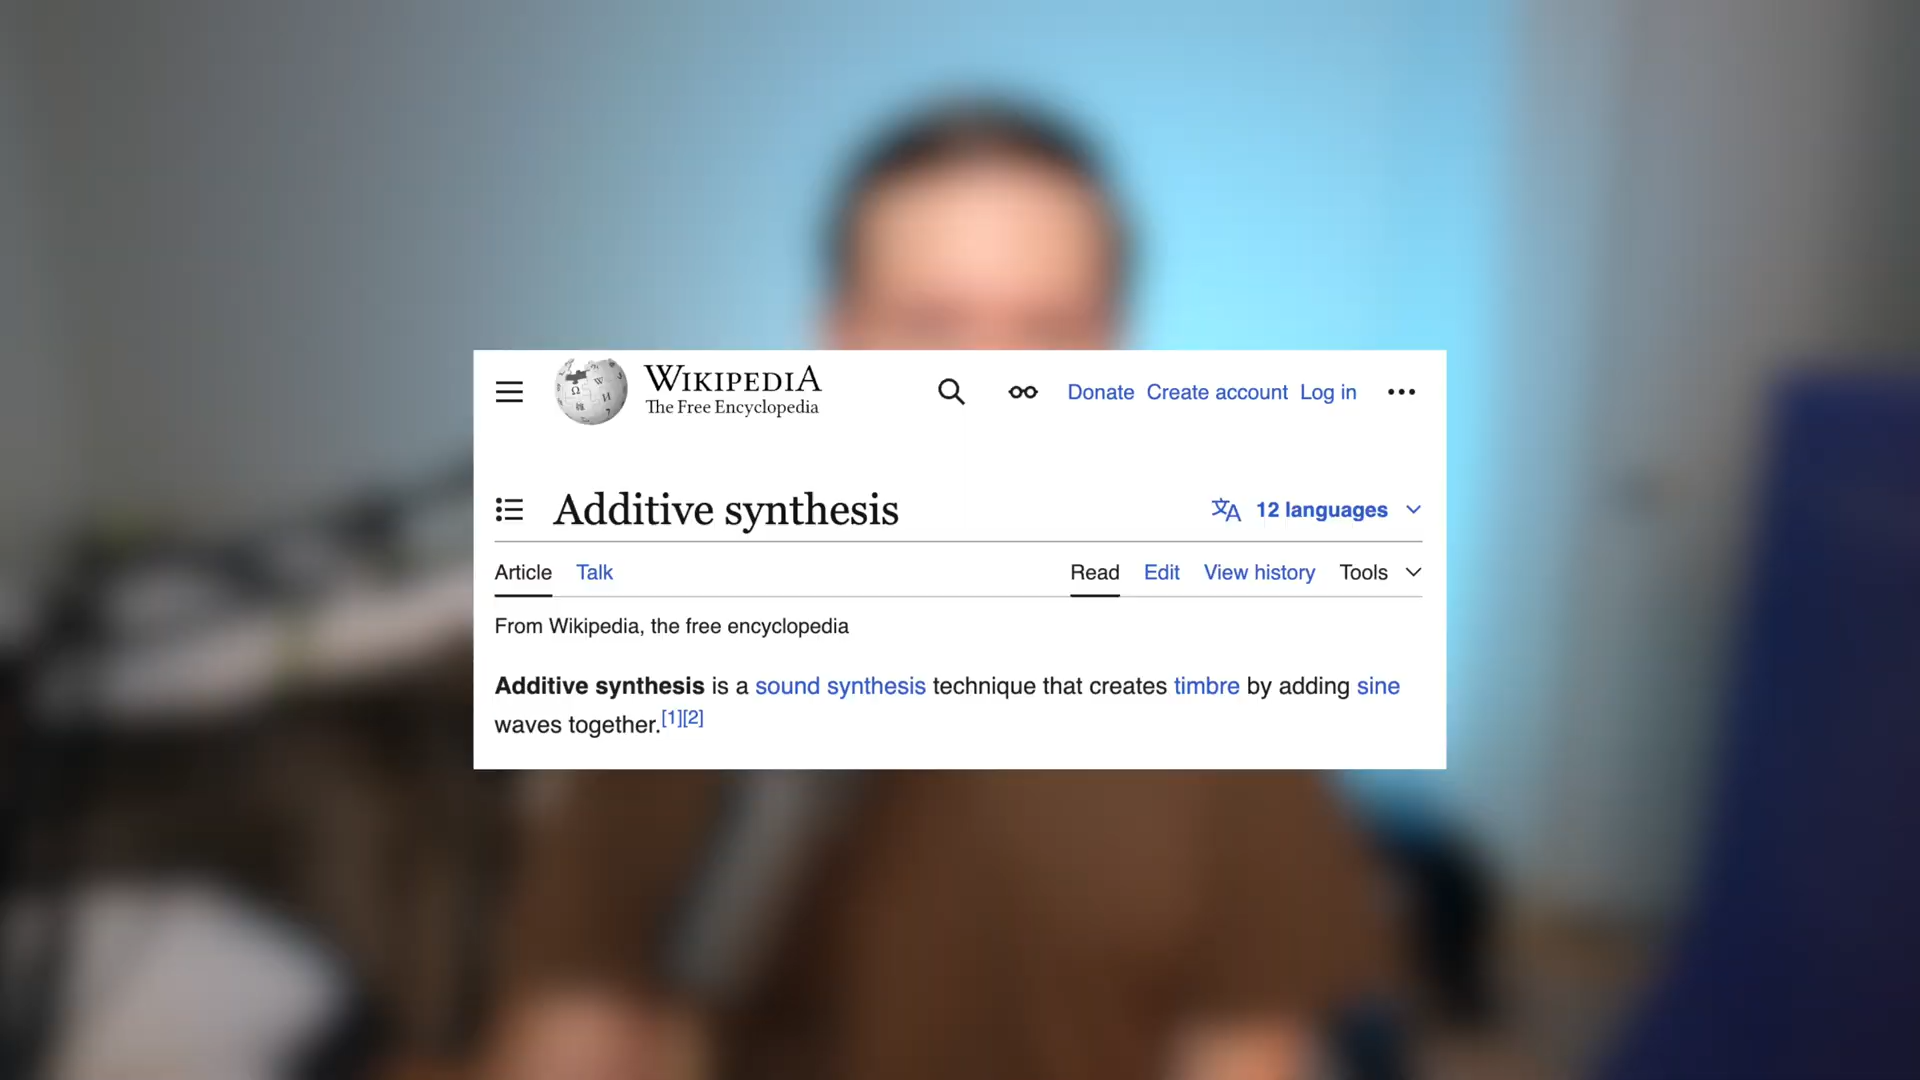 WIKIPEDIA
The Free Encyclopedia
Donate Create account Log in
Additive synthesis
12 languages
Article Talk Read Edit View history Tools
From Wikipedia, the free encyclopedia
Additive synthesis is a sound synthesis technique that creates timbre by adding sine
waves together.[1][2]